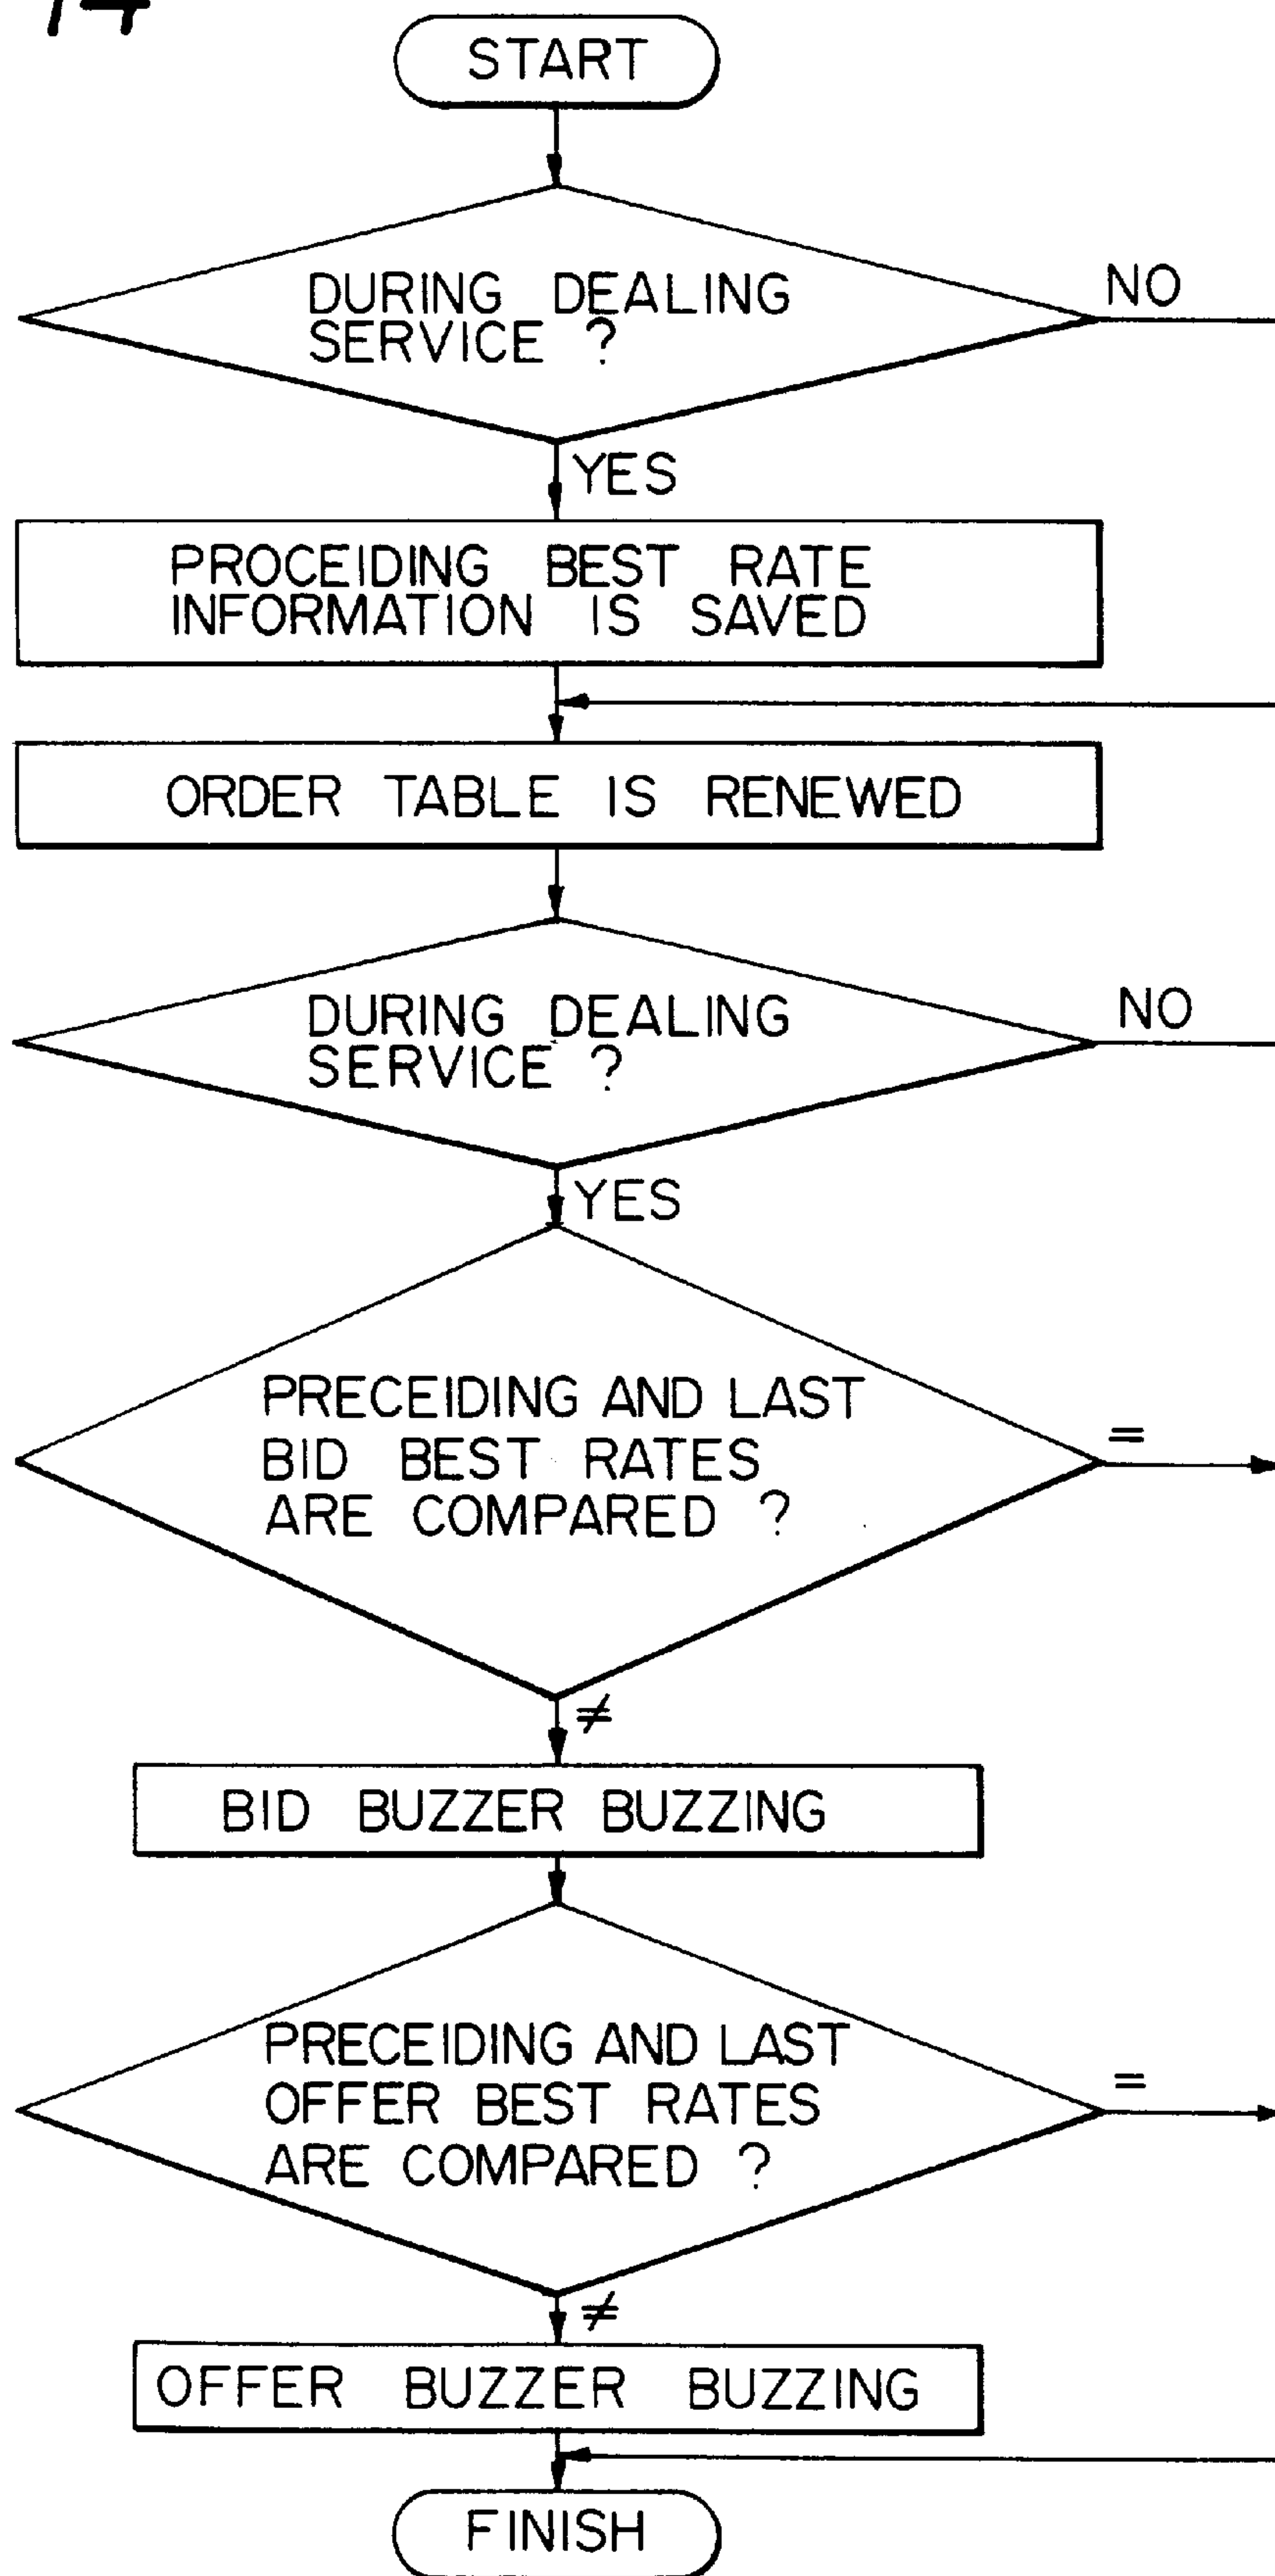 14
START
DURING DEALING
SERVICE ?
NO
YES
PROCEIDING BEST RATE
INFORMATION IS SAVED
ORDER TABLE IS RENEWED
DURING DEALING
SERVICE ?
NO
YES
PRECEIDING AND LAST
BID BEST RATES
ARE COMPARED ?
=
≠
BID BUZZER BUZZING
PRECEIDING AND LAST
OFFER BEST RATES
ARE COMPARED ?
=
≠
OFFER BUZZER BUZZING
FINISH